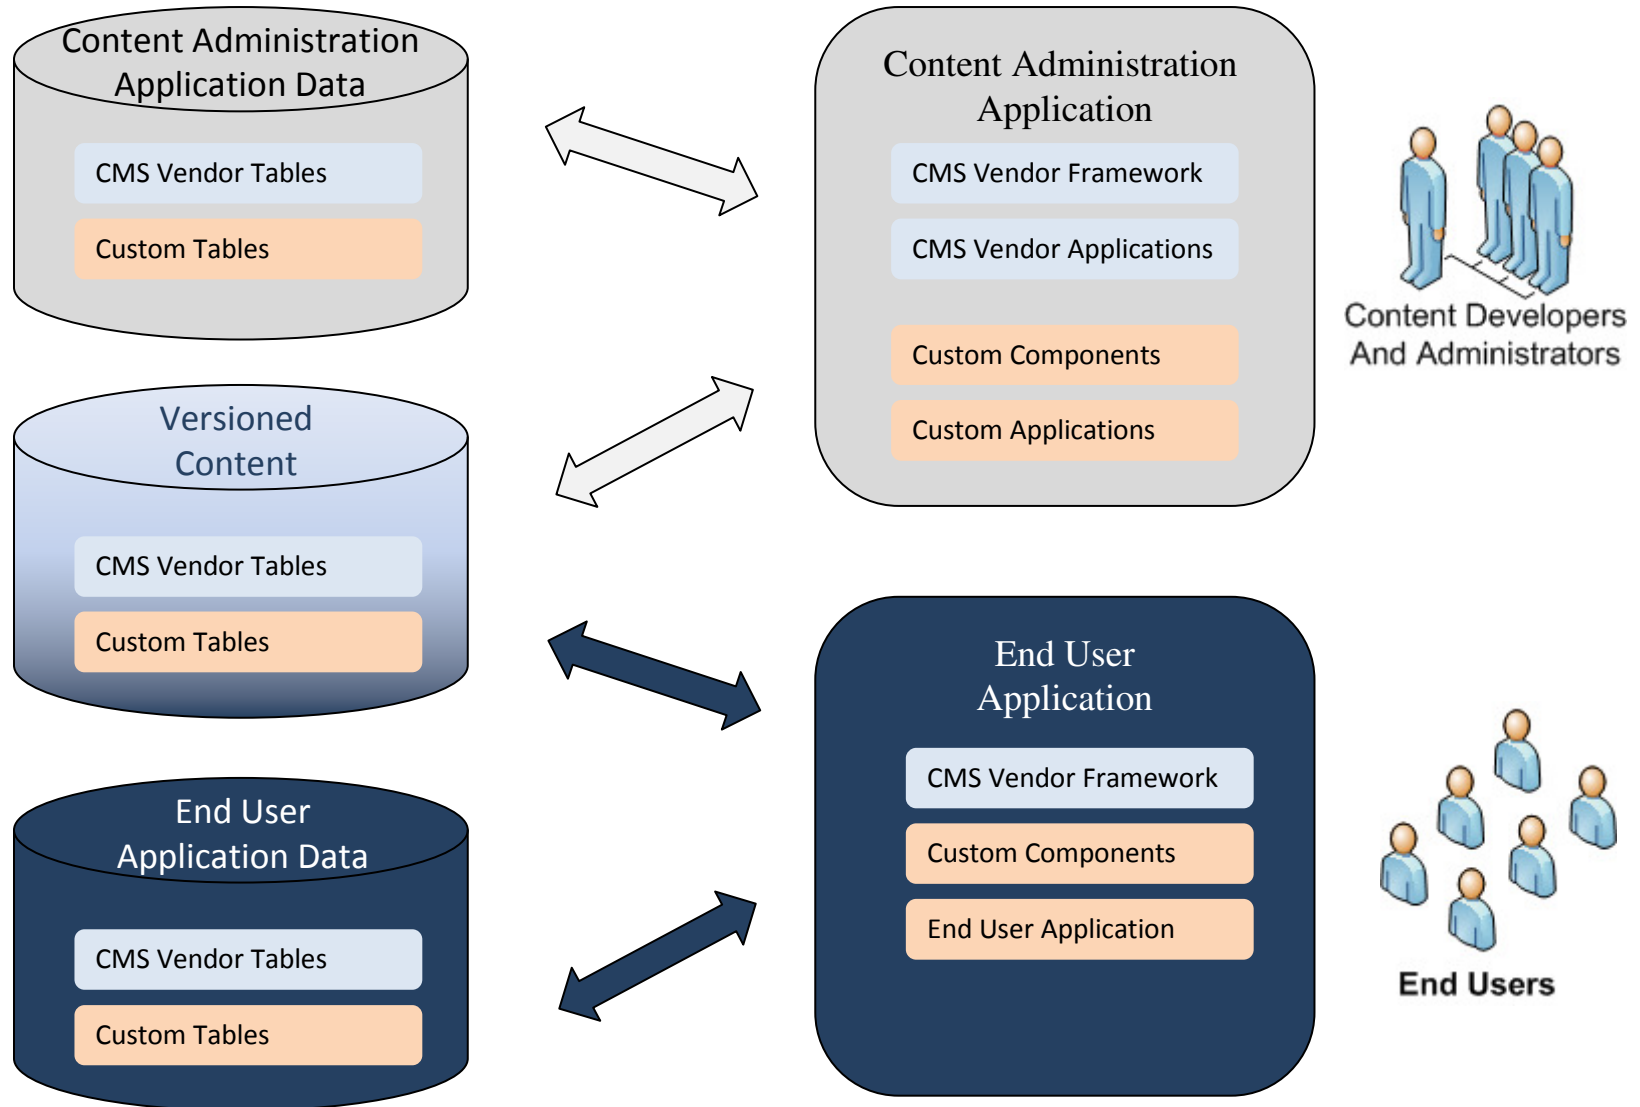 Content Administration
Application Data
CMS Vendor Tables
Custom Tables
Versioned
Content
CMS Vendor Tables
Custom Tables
End User
Application Data
CMS Vendor Tables
Custom Tables
Content Administration
Application
CMS Vendor Framework
CMS Vendor Applications
Custom Components
Custom Applications
Content Developers
And Administrators
End User
Application
CMS Vendor Framework
Custom Components
End User Application
End Users